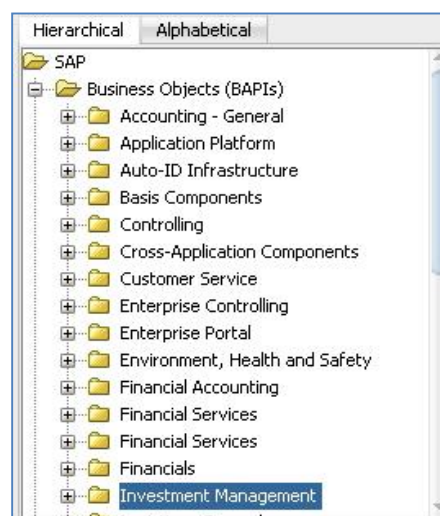 Hierarchical Alphabetical
SAP
Business Objects (BAPIs)
Accounting - General
Application Platform
Auto-ID Infrastructure
Basis Components
Controlling
Cross-Application Components
Customer Service
Enterprise Controlling
Enterprise Portal
Environment, Health and Safety
Financial Accounting
Financial Services
Financial Services
Financials
Investment Management